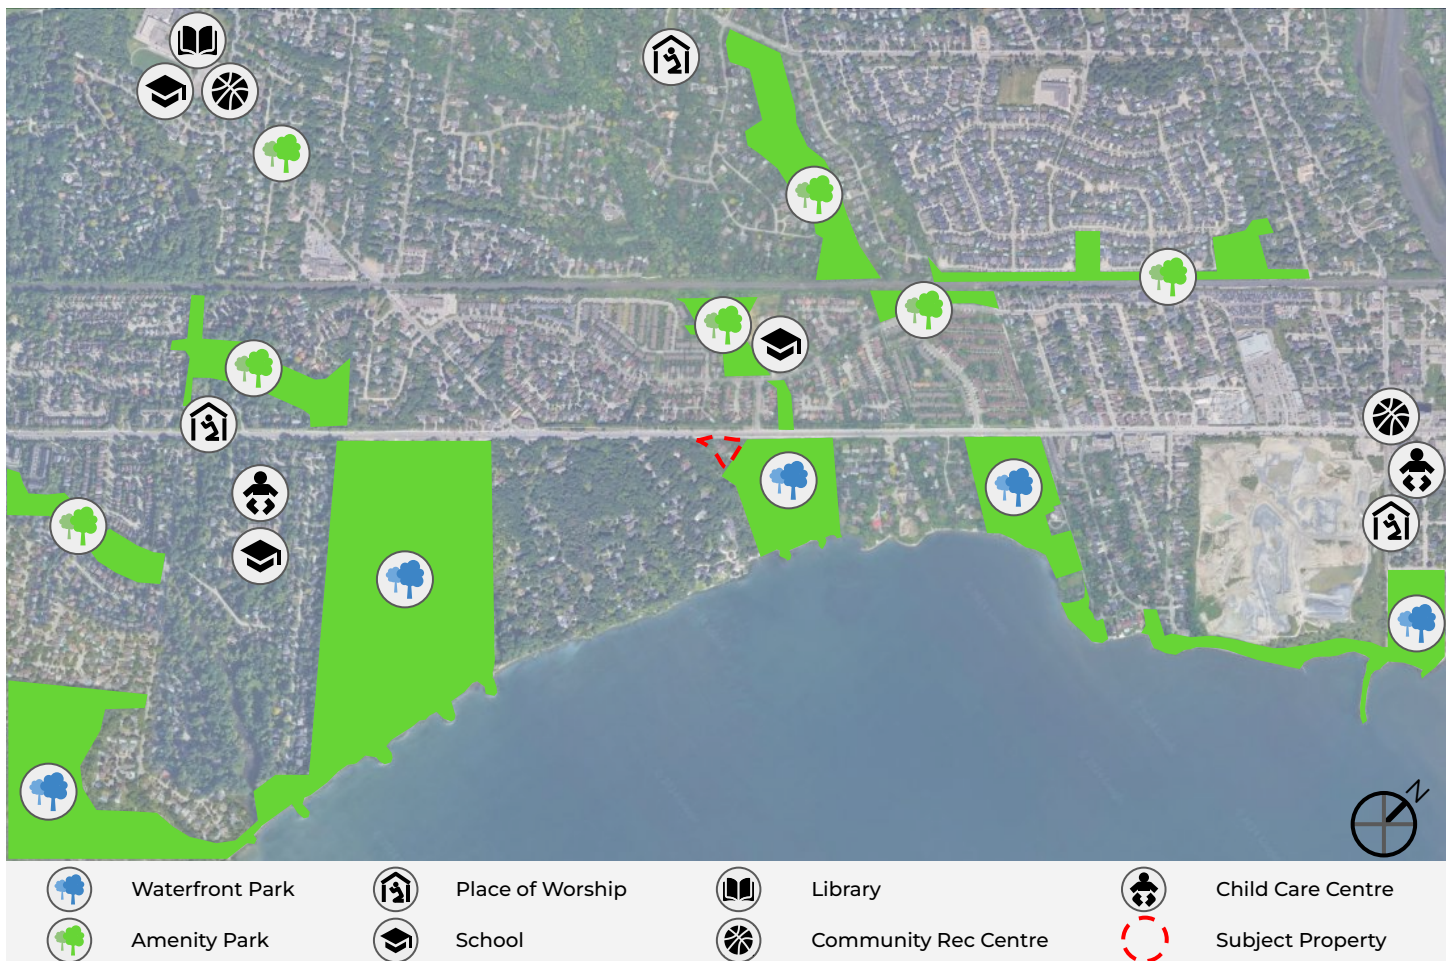 N
Waterfront Park
Place of Worship
Library
Child Care Centre
Amenity Park
School
Community Rec Centre
Subject Property